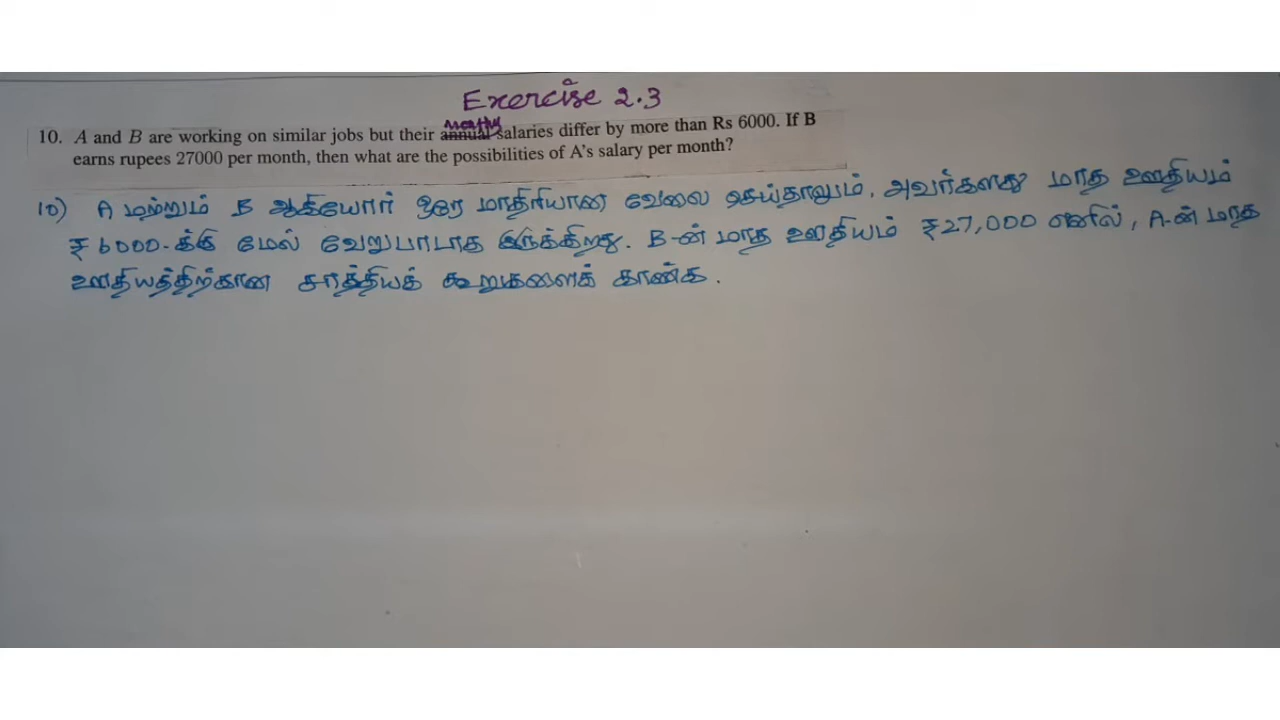 Exercise 2.3
monthly
10. A and B are working on similar jobs but their annual salaries differ by more than Rs 6000. If B
earns rupees 27000 per month, then what are the possibilities of A's salary per month?
10) A மற்றும் B ஆகியோர் ஒரே மாதிரியான வேலை செய்தாலும், அவர்களது மாத ஊதியம்
₹6000-க்கு மேல் வேறுபாடாக இருக்கிறது. B-ன் மாத ஊதியம் ₹27,000 எனில், A-ன் மாத
ஊதியத்திற்கான சாத்தியக் கூறுகளைக் காண்க.